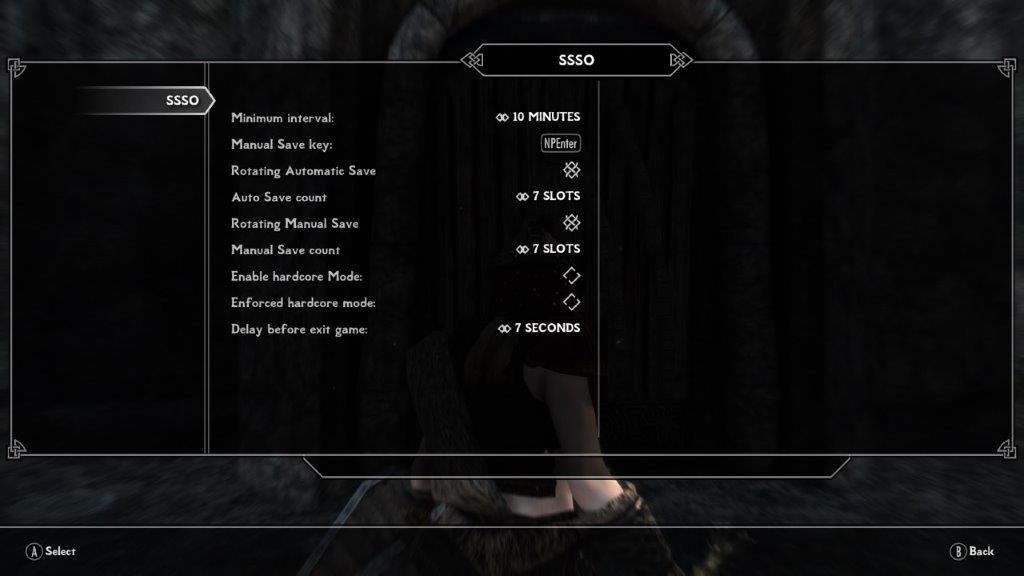 SSSO
SSSO
Minimum interval: 10 MINUTES
Manual Save key: NPEnter
Rotating Automatic Save
Auto Save count 7 SLOTS
Rotating Manual Save
Manual Save count 7 SLOTS
Enable hardcore Mode:
Enforced hardcore mode:
Delay before exit game: 7 SECONDS
A Select B Back